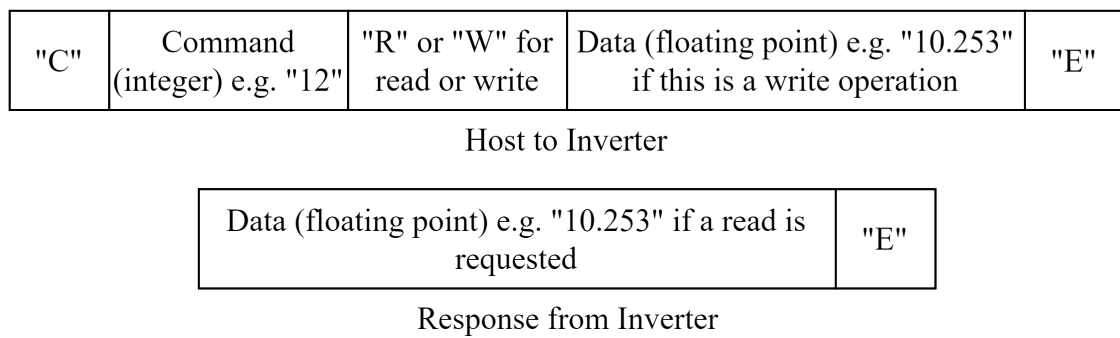 "C"
Command
(integer) e.g. "12"
"R" or "W" for
read or write
Data (floating point) e.g. "10.253"
if this is a write operation
"E"
Host to Inverter
Data (floating point) e.g. "10.253" if a read is
requested
"E"
Response from Inverter